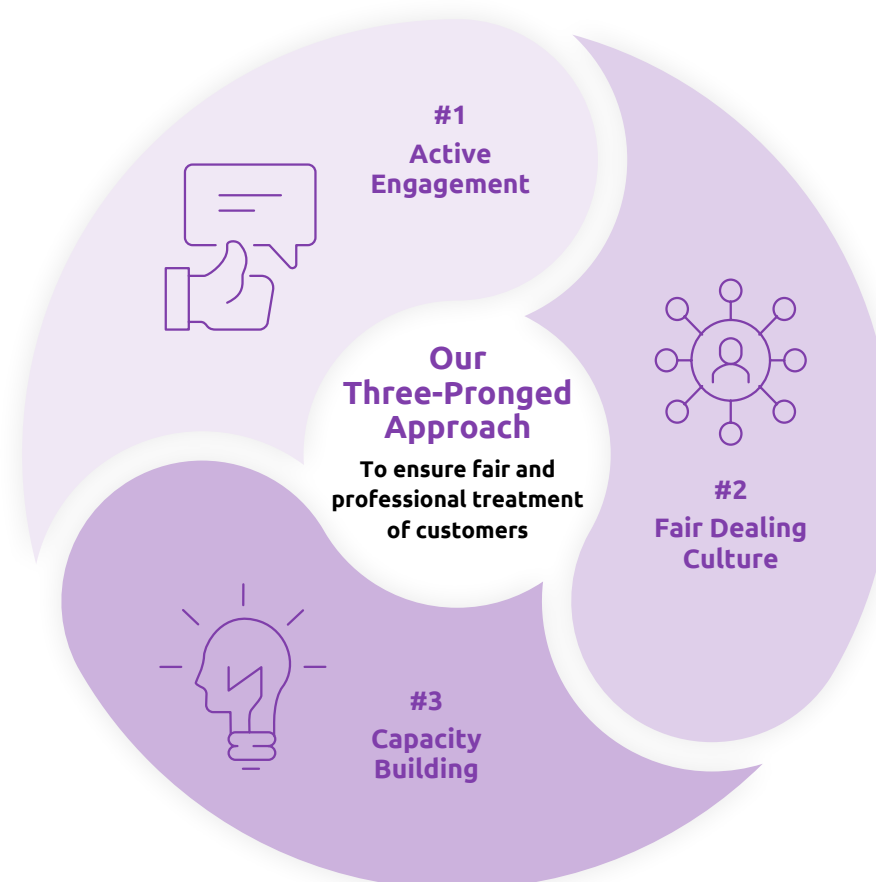 #1
Active
Engagement
Our
Three-Pronged
Approach
To ensure fair and
professional treatment
of customers
#2
Fair Dealing
Culture
#3
Capacity
Building